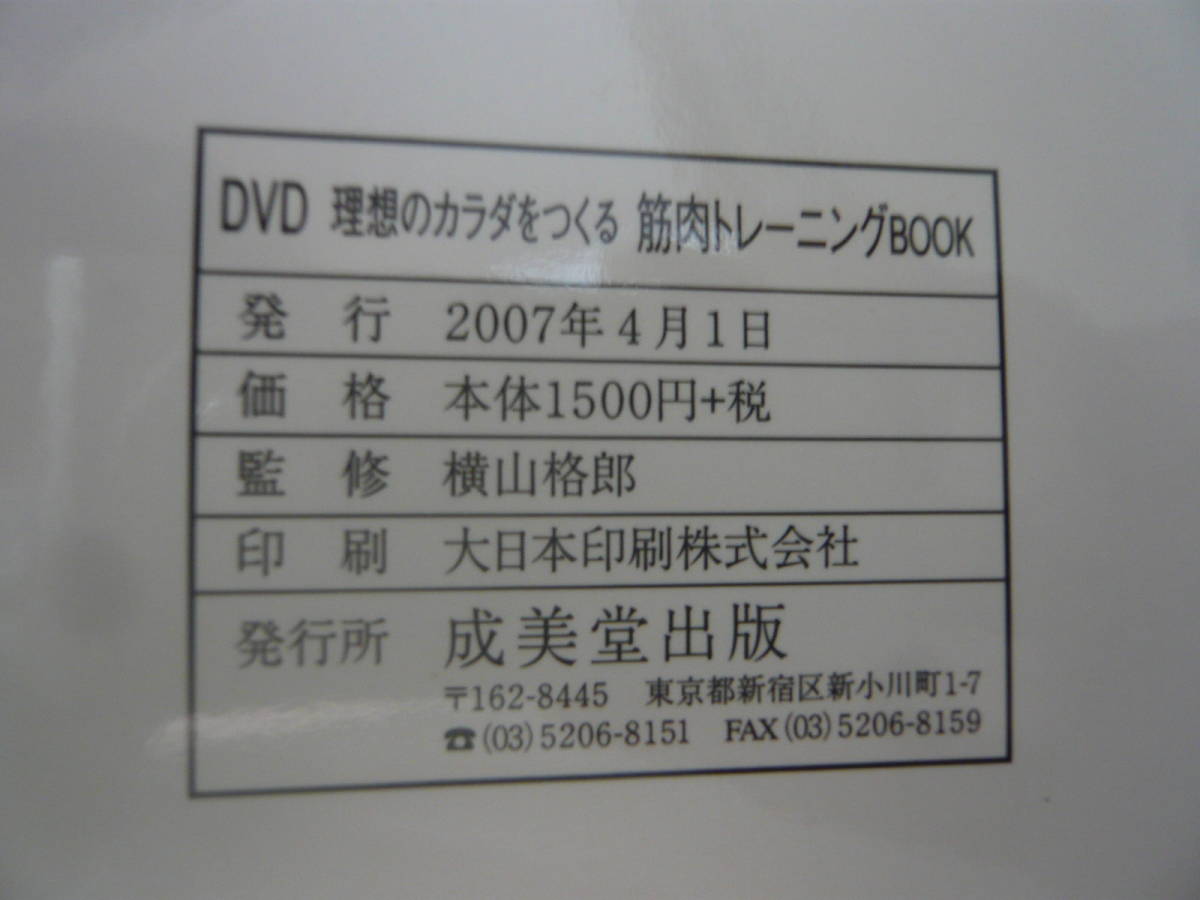 DVD 理想のカラダをつくる 筋肉トレーニングBOOK
発　行　2007年4月1日
価　格　本体1500円+税
監　修　横山格郎
印　刷　大日本印刷株式会社
発行所　成美堂出版
〒162-8445　東京都新宿区新小川町1-7
☎(03)5206-8151　FAX(03)5206-8159